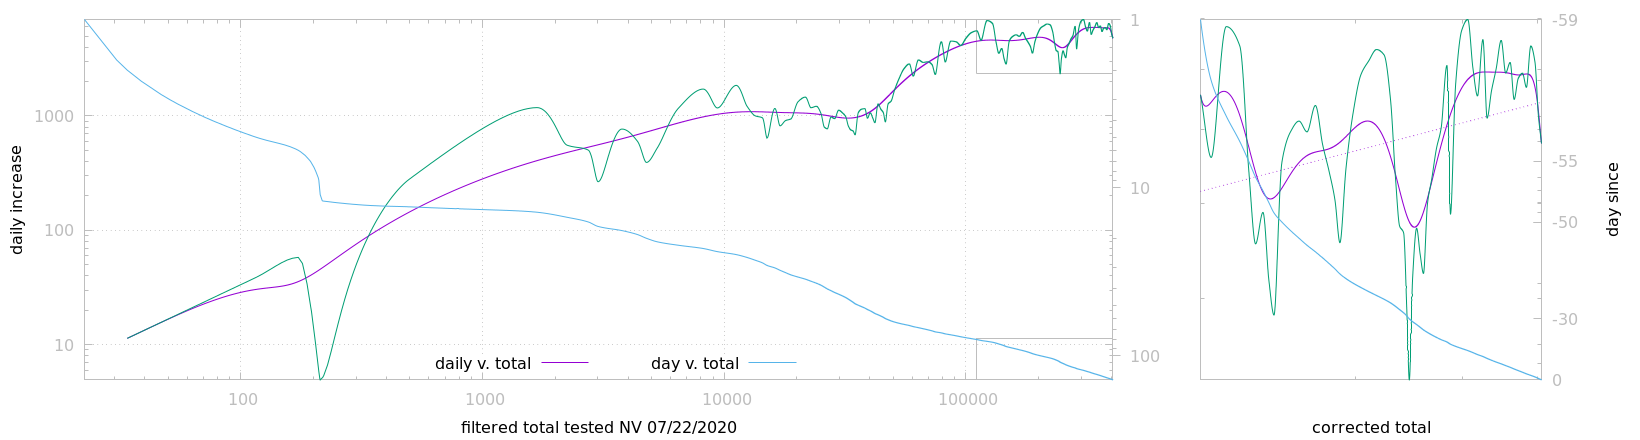 daily increase
1000
100
10
100
1000
10000
100000
1
10
100
daily v. total
day v. total
filtered total tested NV 07/22/2020
-59
-55
-50
-30
0
day since
corrected total